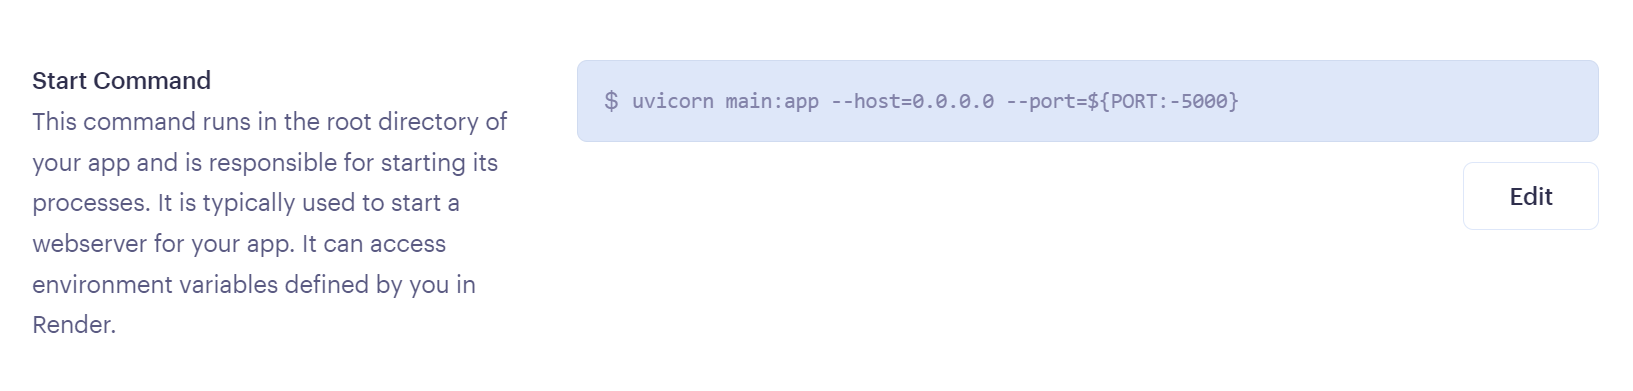 Start Command
This command runs in the root directory of
your app and is responsible for starting its
processes. It is typically used to start a
webserver for your app. It can access
environment variables defined by you in
Render.
$ uvicorn main:app --host=0.0.0.0 --port=${PORT:-5000}
Edit